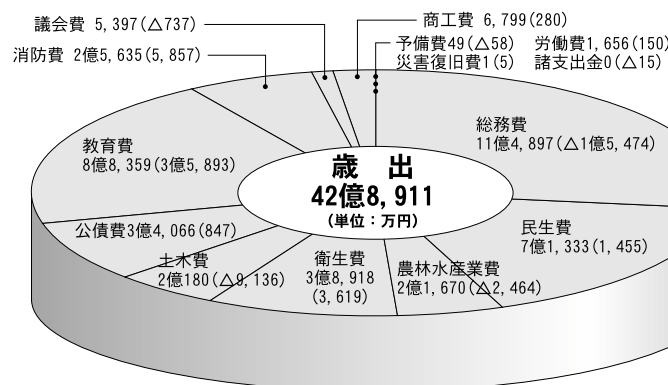 議会費 5,397(△737)
商工費 6,799(280)
消防費 2億5,635(5,857)
予備費49(△58) 労働費1,656(150)
災害復旧費1(5) 諸支出金0(△15)
総務費
11億4,897(△1億5,474)
教育費
8億8,359(3億5,893)
歳 出
42億8,911
(単位：万円)
民生費
7億1,333(1,455)
公債費3億4,066(847)
土木費
2億180(△9,136)
衛生費
3億8,918
(3,619)
農林水産業費
2億1,670(△2,464)